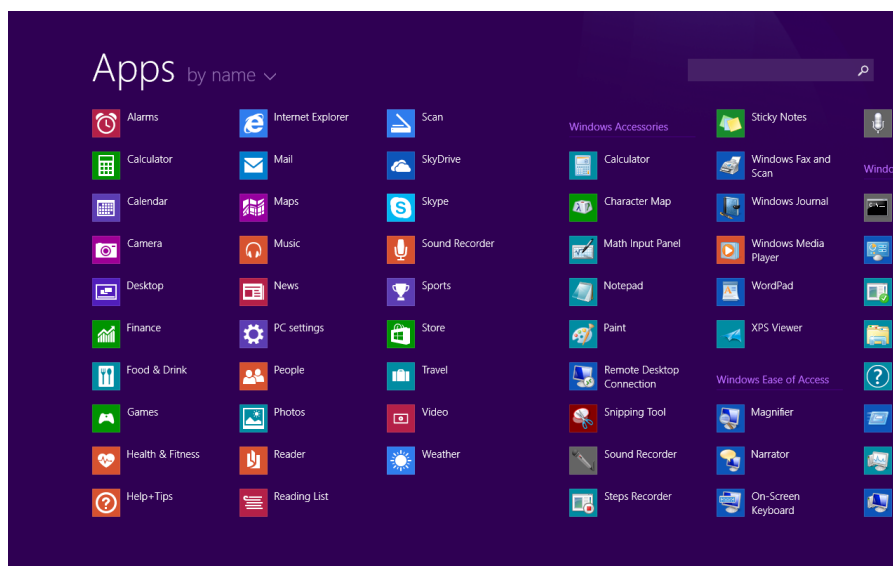 Apps by name
Alarms
Calculator
Calendar
Camera
Desktop
Finance
Food & Drink
Games
Health & Fitness
Help+Tips
Internet Explorer
Mail
Maps
Music
News
PC settings
People
Photos
Reader
Reading List
Scan
SkyDrive
Skype
Sound Recorder
Sports
Store
Travel
Video
Weather
Windows Accessories
Calculator
Character Map
Math Input Panel
Notepad
Paint
Remote Desktop
Connection
Snipping Tool
Sound Recorder
Steps Recorder
Sticky Notes
Windows Fax and
Scan
Windows Journal
Windows Media
Player
WordPad
XPS Viewer
Windows Ease of Access
Magnifier
Narrator
On-Screen
Keyboard